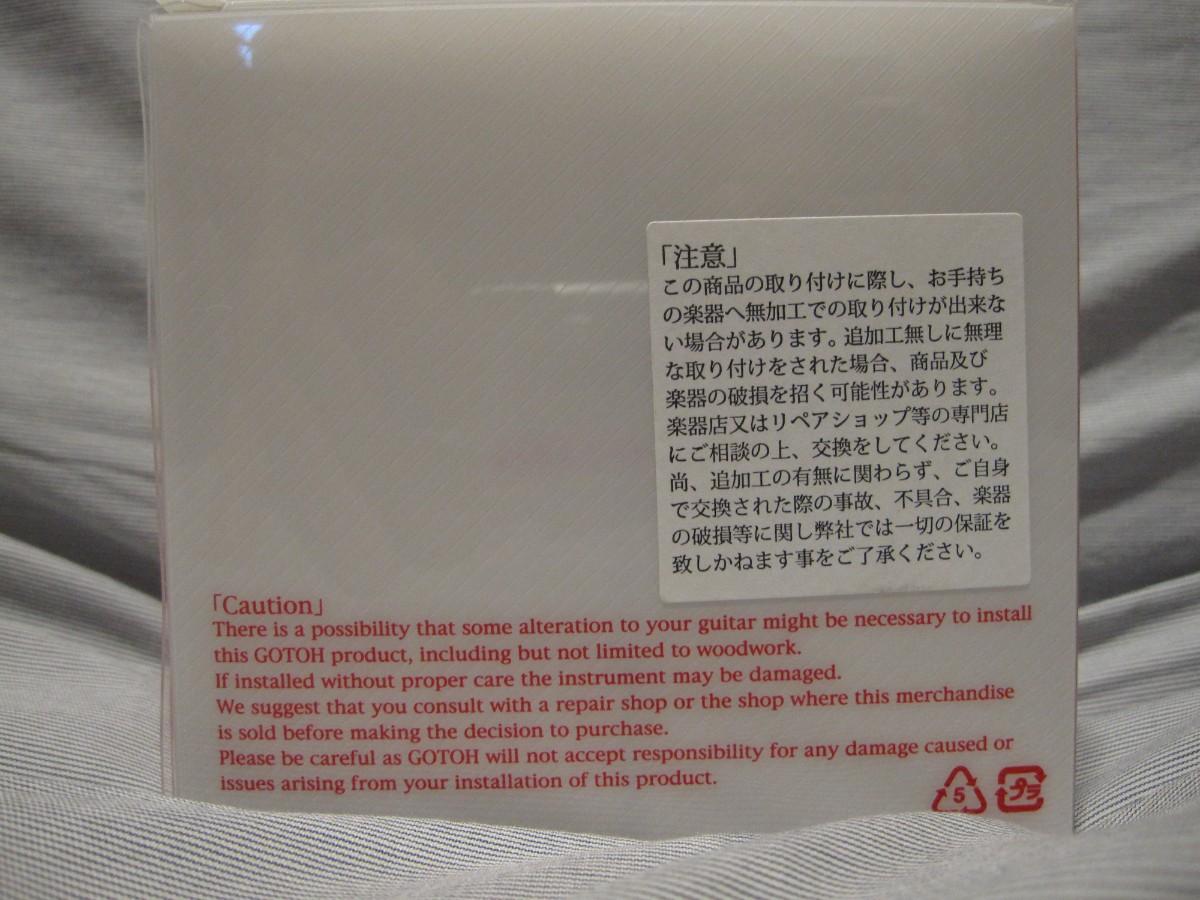 「注意」
この商品の取り付けに際し、お手持ち
の楽器へ無加工での取り付けが出来な
い場合があります。追加工無しに無理
な取り付けをされた場合、商品及び
楽器の破損を招く可能性があります。
楽器店又はリペアショップ等の専門店
にご相談の上、交換をしてください。
尚、追加工の有無に関わらず、ご自身
で交換された際の事故、不具合、楽器
の破損等に関し弊社では一切の保証を
致しかねます事をご了承ください。
「Caution」
There is a possibility that some alteration to your guitar might be necessary to install
this GOTOH product, including but not limited to woodwork.
If installed without proper care the instrument may be damaged.
We suggest that you consult with a repair shop or the shop where this merchandise
is sold before making the decision to purchase.
Please be careful as GOTOH will not accept responsibility for any damage caused or
issues arising from your installation of this product.
5 プラ